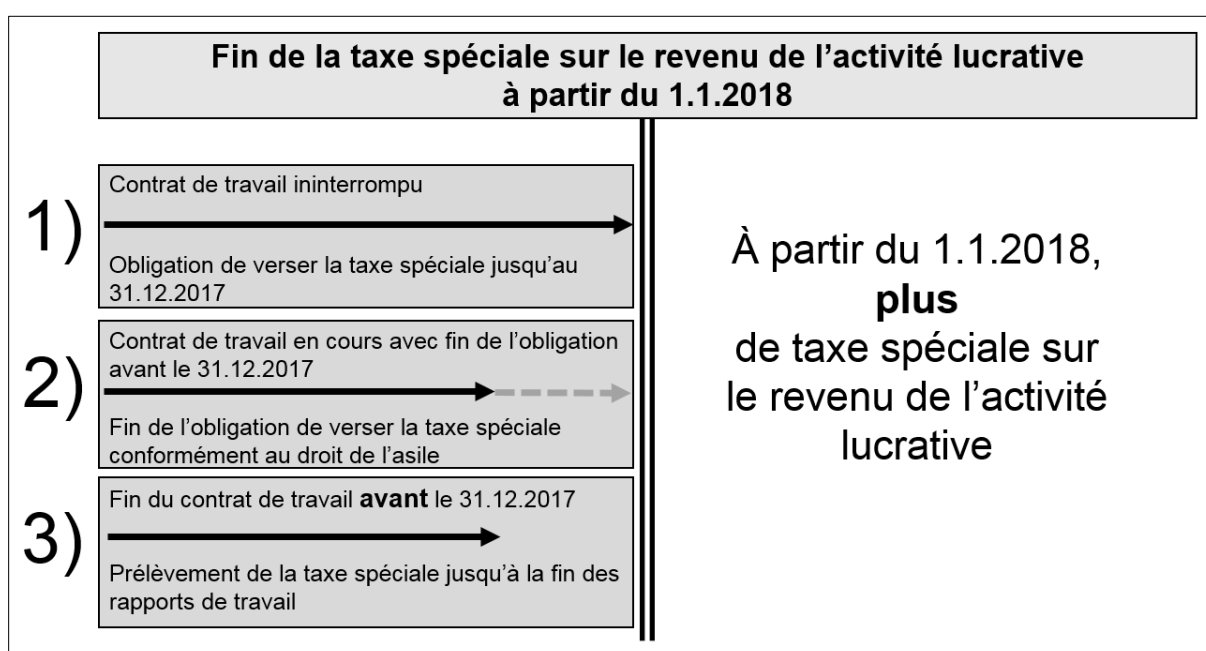 Fin de la taxe spéciale sur le revenu de l’activité lucrative
à partir du 1.1.2018
1)
Contrat de travail ininterrompu
Obligation de verser la taxe spéciale jusqu’au
31.12.2017
2)
Contrat de travail en cours avec fin de l’obligation
avant le 31.12.2017
Fin de l’obligation de verser la taxe spéciale
conformément au droit de l’asile
3)
Fin du contrat de travail avant le 31.12.2017
Prélèvement de la taxe spéciale jusqu’à la fin des
rapports de travail
À partir du 1.1.2018,
plus
de taxe spéciale sur
le revenu de l’activité
lucrative